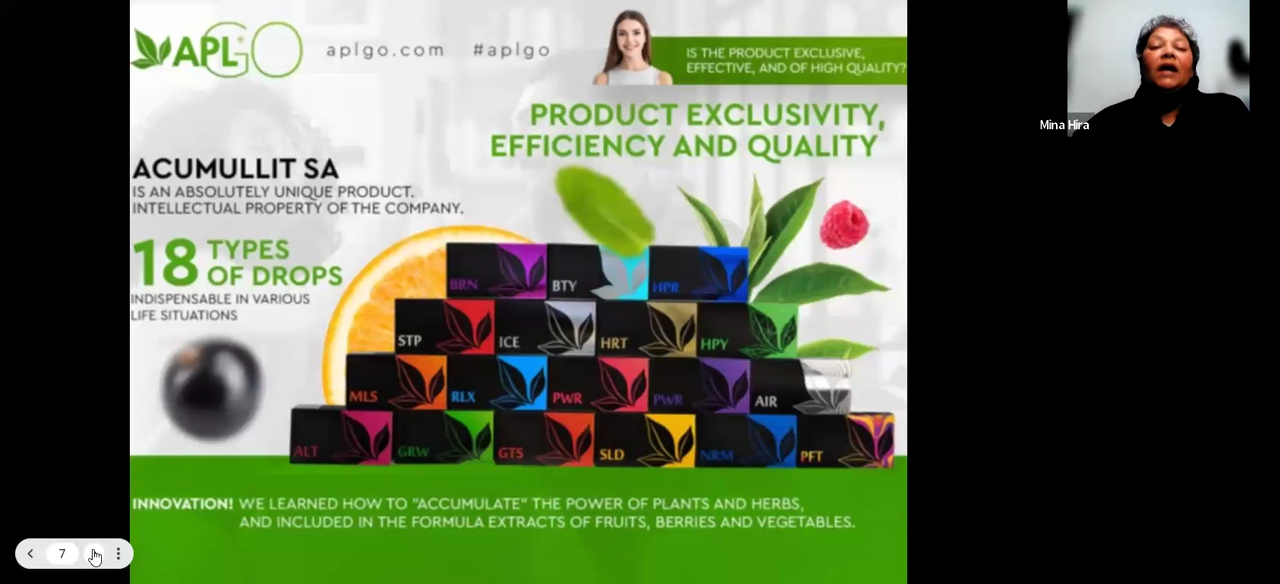 APLGO
aplgo.com #aplgo
IS THE PRODUCT EXCLUSIVE,
EFFECTIVE, AND OF HIGH QUALITY?
Mina Hira
PRODUCT EXCLUSIVITY,
EFFICIENCY AND QUALITY
ACUMULLIT SA
IS AN ABSOLUTELY UNIQUE PRODUCT.
INTELLECTUAL PROPERTY OF THE COMPANY.
18 TYPES
OF DROPS
INDISPENSABLE IN VARIOUS
LIFE SITUATIONS
BRN BTY HPR
STP ICE HRT HPY
MLS RLX PWR PWR AIR
ALT GRW GTS SLD NRM PFT
INNOVATION! WE LEARNED HOW TO "ACCUMULATE" THE POWER OF PLANTS AND HERBS,
AND INCLUDED IN THE FORMULA EXTRACTS OF FRUITS, BERRIES AND VEGETABLES.
7